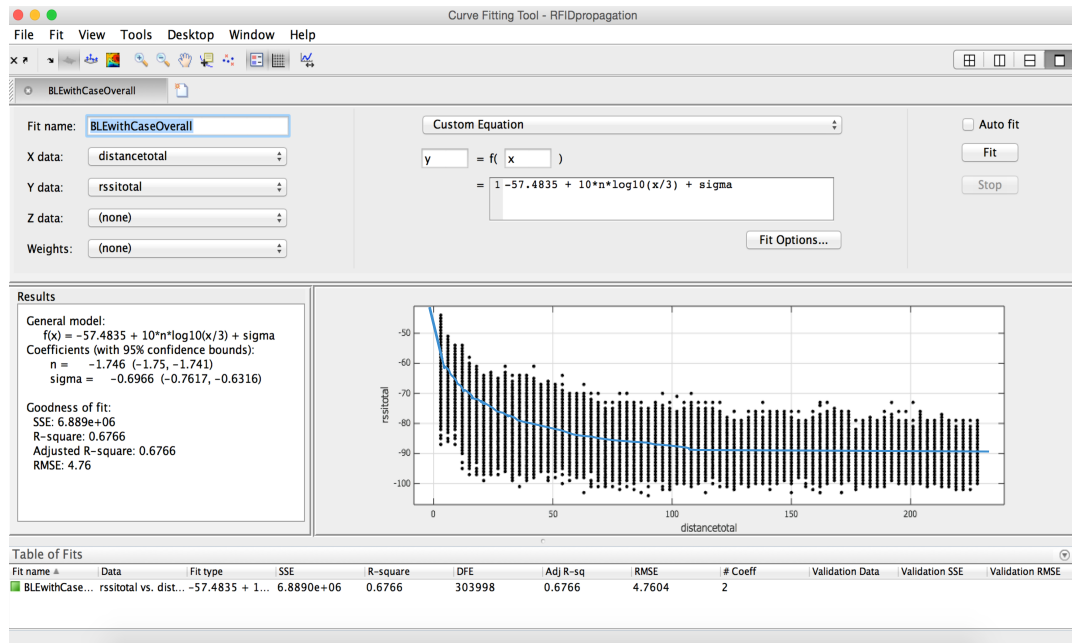 Curve Fitting Tool - RFIDpropagation
File Fit View Tools Desktop Window Help
BLEwithCaseOverall
Fit name: BLEwithCaseOverall
X data: distancetotal
Y data: rssitotal
Z data: (none)
Weights: (none)
Custom Equation
y = f( x )
= 1 -57.4835 + 10*n*log10(x/3) + sigma
Fit Options...
Auto fit
Fit
Stop
Results
General model:
f(x) = -57.4835 + 10*n*log10(x/3) + sigma
Coefficients (with 95% confidence bounds):
n = -1.746 (-1.75, -1.741)
sigma = -0.6966 (-0.7617, -0.6316)
Goodness of fit:
SSE: 6.889e+06
R-square: 0.6766
Adjusted R-square: 0.6766
RMSE: 4.76
-50
-60
-70
-80
-90
-100
rssitotal
0 50 100 150 200
distancetotal
Table of Fits
Fit name Data Fit type SSE R-square DFE Adj R-sq RMSE # Coeff Validation Data Validation SSE Validation RMSE
BLEwithCase... rssitotal vs. dist... -57.4835 + 1... 6.8890e+06 0.6766 303998 0.6766 4.7604 2